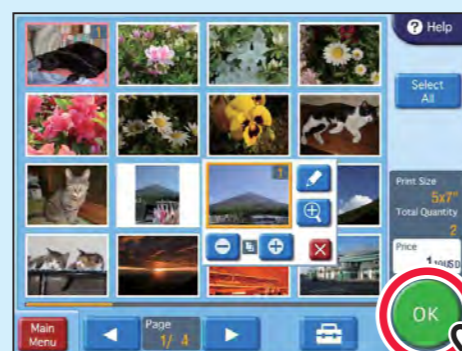 1
? Help
Select
All
1
Print Size
5x7"
Total Quantity
2
Price
Main
Menu
Page
1/ 4
OK